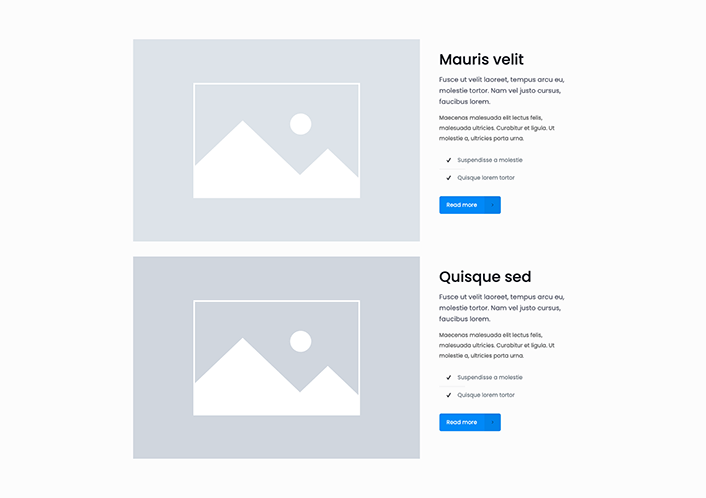 Mauris velit
Fusce ut velit laoreet, tempus arcu eu,
molestie tortor. Nam vel justo cursus,
faucibus lorem.
Maecenas malesuada elit lectus felis,
malesuada ultricies. Curabitur et ligula. Ut
molestie a, ultricies porta urna.
Suspendisse a molestie
Quisque lorem tortor
Read more
Quisque sed
Fusce ut velit laoreet, tempus arcu eu,
molestie tortor. Nam vel justo cursus,
faucibus lorem.
Maecenas malesuada elit lectus felis,
malesuada ultricies. Curabitur et ligula. Ut
molestie a, ultricies porta urna.
Suspendisse a molestie
Quisque lorem tortor
Read more